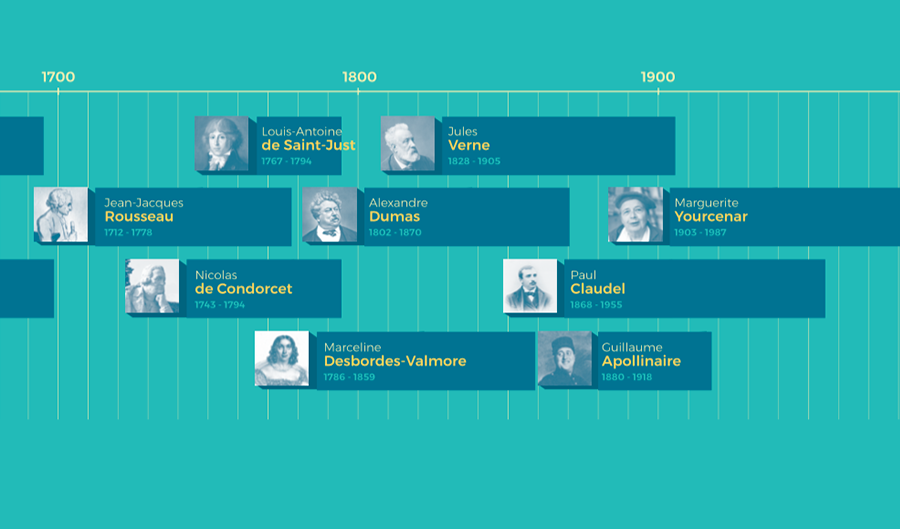 1700
1800
1900
Louis-Antoine
de Saint-Just
1767 - 1794
Jules
Verne
1828 - 1905
Jean-Jacques
Rousseau
1712 - 1778
Alexandre
Dumas
1802 - 1870
Marguerite
Yourcenar
1903 - 1987
Nicolas
de Condorcet
1743 - 1794
Paul
Claudel
1868 - 1955
Marceline
Desbordes-Valmore
1786 - 1859
Guillaume
Apollinaire
1880 - 1918